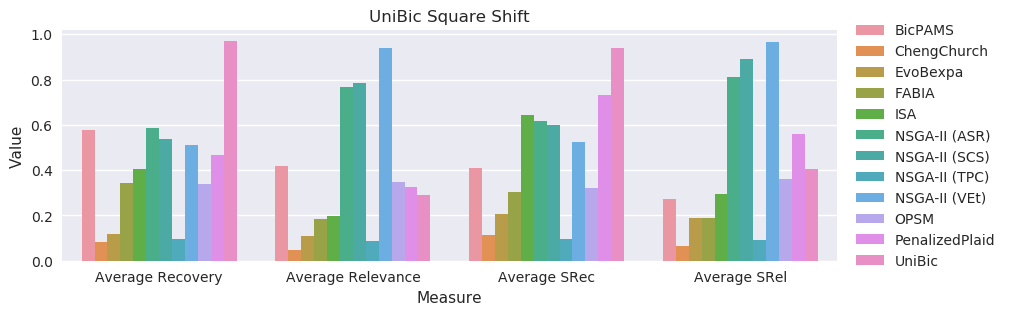 UniBic Square Shift
1.0
0.8
0.6
0.4
0.2
0.0
Value
Average Recovery
Average Relevance
Average SRec
Average SRel
Measure
BicPAMS
ChengChurch
EvoBexpa
FABIA
ISA
NSGA-II (ASR)
NSGA-II (SCS)
NSGA-II (TPC)
NSGA-II (VEt)
OPSM
PenalizedPlaid
UniBic